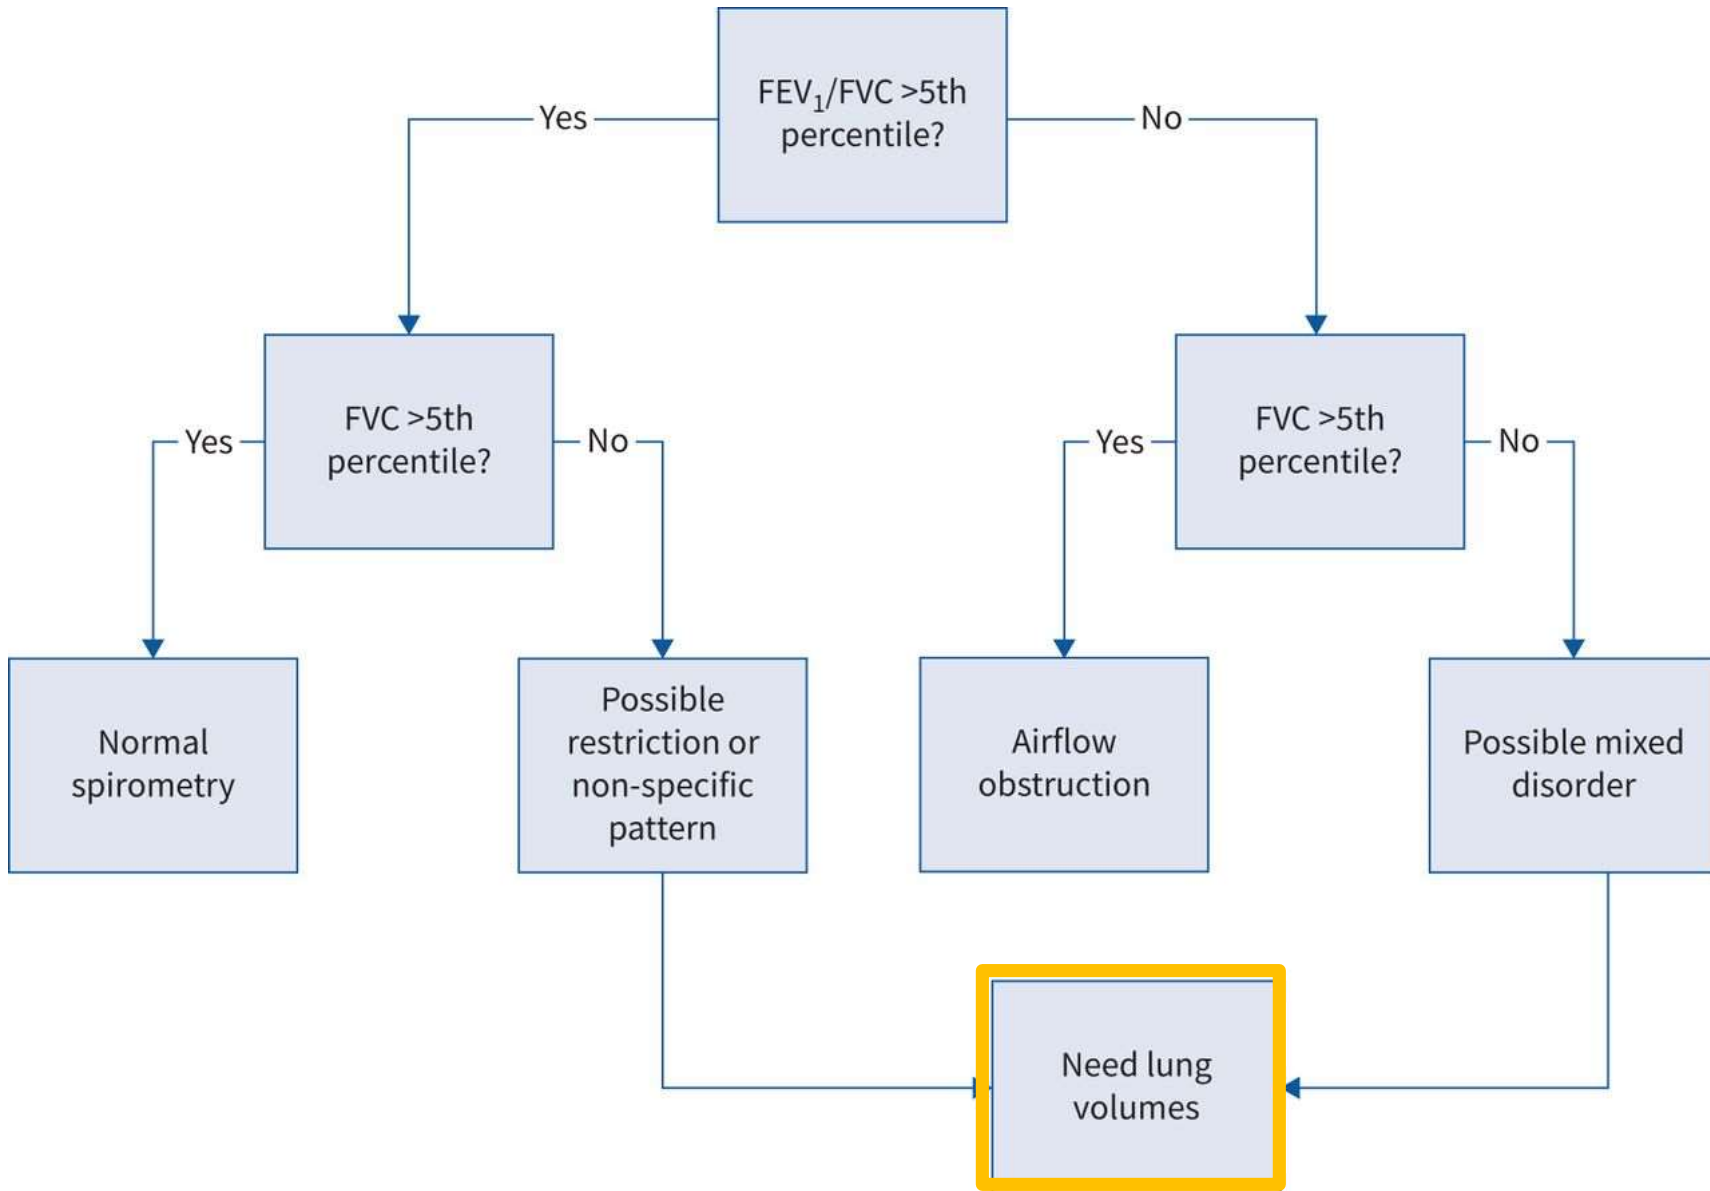 FEV₁/FVC >5th
percentile?
Yes
No
FVC >5th
percentile?
Yes
No
FVC >5th
percentile?
Yes
No
Normal
spirometry
Possible
restriction or
non-specific
pattern
Airflow
obstruction
Possible mixed
disorder
Need lung
volumes